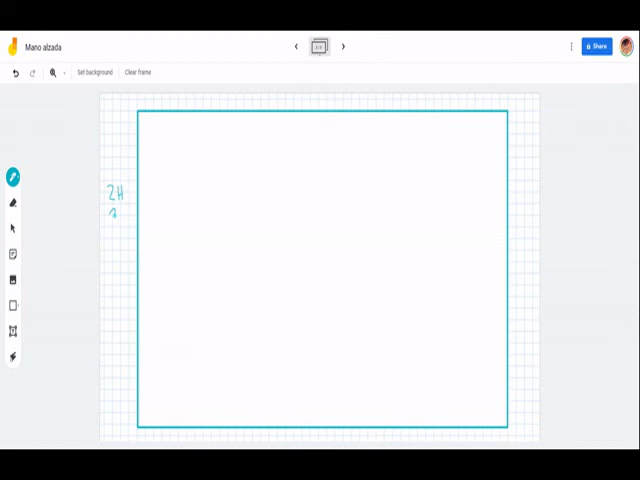 Mano alzada
Share
Set background
Clear frame
2H